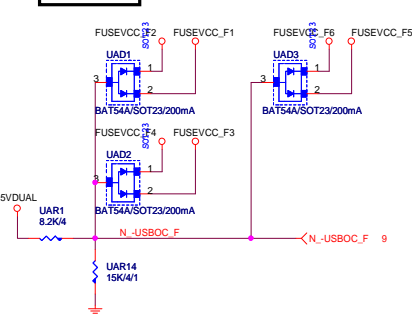 FUSEVCC_F2 FUSEVCC_F1 FUSEVCC_F6 FUSEVCC_F5
SOT23 SOT23
UAD1 UAD3
3 1 3 1
2 2
BAT54A/SOT23/200mA BAT54A/SOT23/200mA
FUSEVCC_F4 FUSEVCC_F3
SOT23
UAD2
3 1
2
5VDUAL
BAT54A/SOT23/200mA
UAR1
8.2K/4
N_-USBOC_F
N_-USBOC_F 9
UAR14
15K/4/1